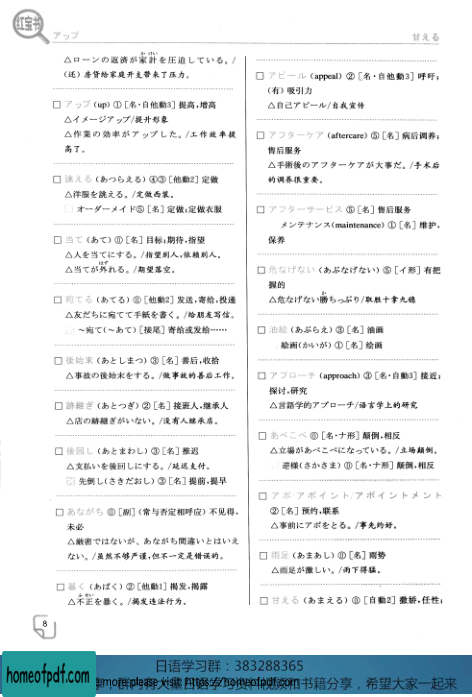 红宝书
アップ
甘える
△ローンの返済が家計を圧迫している。/
かけい
(还)房贷给家庭开支带来了压力。
□ アップ (up) ① [名·自他動3] 提高,增高
△イメージアップ/提升形象
△作業の効率がアップした。/工作效率提
高了。
□ 誂える (あつらえる) ④③ [他動2] 定做
△洋服を誂える。/定做西装。
オーダーメイド⑤ [名] 定做;定做衣服
□ 当て (あて) ⓪ [名] 目标;期待,指望
△人を当てにする。/指望别人,依赖别人。
△当てが外れる。/期望落空。
はず
□ 宛てる (あてる) ⓪ [他動2] 发送,寄给,投递
△友だちに宛てて手紙を書く。/给朋友写信。
～宛て(～あて) [接尾] 寄给或发给……
□ 後始末 (あとしまつ) ③ [名] 善后,收拾
△事故の後始末をする。/做事故的善后工作。
□ 跡継ぎ (あとつぎ) ② [名] 接班人,继承人
△店の跡継ぎがいない。/没有人继承店。
□ 後回し (あとまわし) ③ [名] 推迟
△支払いを後回しにする。/延迟支付。
先倒し(さきだおし) ③ [名] 提前,提早
□ あながち ⓪ [副] (常与否定相呼应) 不见得,
未必
△厳密ではないが、あながち間違いとはいえ
ない。/虽然不够严谨,但不一定是错误的。
□ 暴く (あばく) ② [他動1] 揭发,揭露
△不正を暴く。/揭发违法行为。
ふせい
8
□ アピール (appeal) ② [名·自他動3] 呼吁;
(有)吸引力
△自己アピール/自我宣传
□ アフターケア (aftercare) ⑤ [名] 病后调养;
售后服务
△手術後のアフターケアが大事だ。/手术后
的调养很重要。
□ アフターサービス ⑤ [名] 售后服务
メンテナンス(maintenance) ① [名] 维护,
保养
□ 危なげない (あぶなげない) ⑤ [イ形] 有把
握的
△危なげない勝ちっぷり/取胜十拿九稳
か
□ 油絵 (あぶらえ) ③ [名] 油画
絵画(かいが) ① [名] 绘画
□ アプローチ (approach) ③ [名·自動3] 接近;
探讨,研究
△言語学的アプローチ/语言学上的研究
□ あべこべ ⓪ [名·ナ形] 颠倒,相反
△立場があべこべになっている。/立场颠倒。
逆様(さかさま) ⓪ [名·ナ形] 颠倒,相反
□ アポ/アポイント/アポイントメント
② [名] 预约,联系
△事前にアポをとる。/事先约好。
□ 雨足 (あまあし) ⓪ [名] 雨势
△雨足が激しい。/雨下得猛。
□ 甘える (あまえる) ⓪ [自動2] 撒娇,任性;
日语学习群：383288365
more please visit: https://homeofpdf.com
书籍分享，希望大家一起来
homeofpdf.com